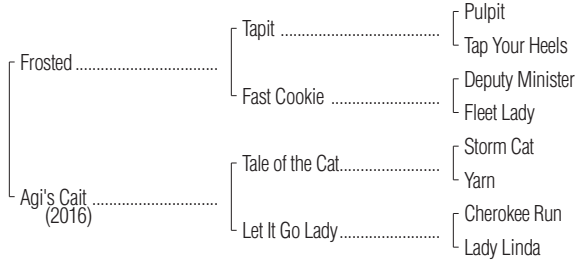 Pulpit
Tapit
Tap Your Heels
Frosted
Deputy Minister
Fast Cookie
Fleet Lady
Storm Cat
Tale of the Cat
Yarn
Agi's Cait
(2016)
Cherokee Run
Let It Go Lady
Lady Linda